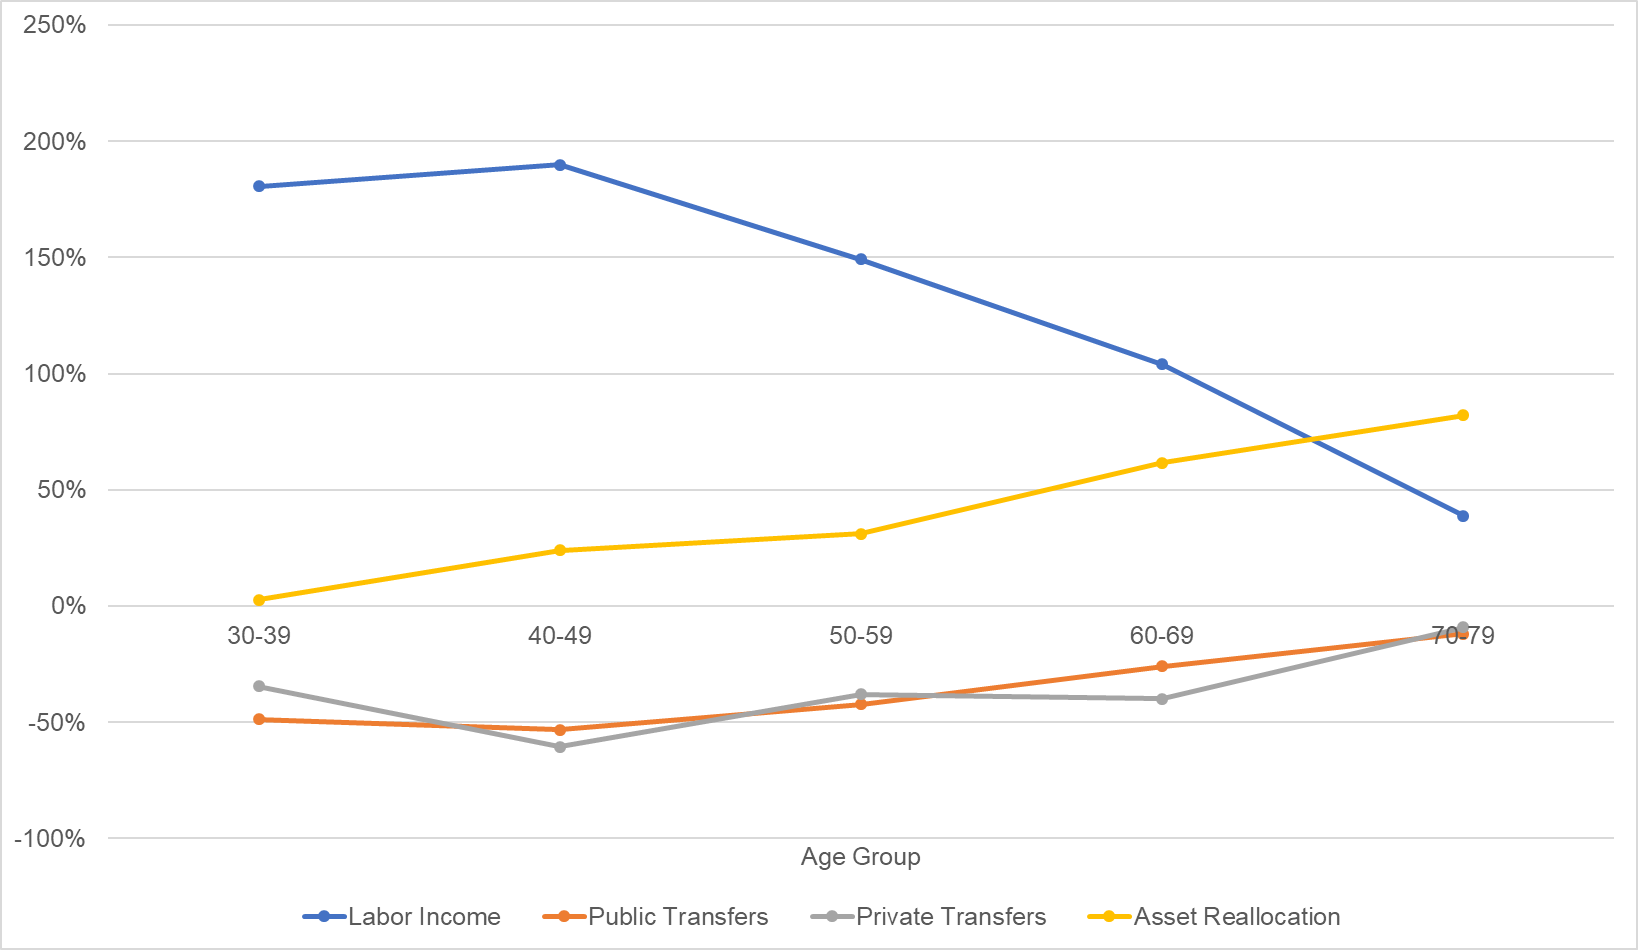 250%
200%
150%
100%
50%
0%
30-39 40-49 50-59 60-69 70-79
-50%
-100%
Age Group
Labor Income Public Transfers Private Transfers Asset Reallocation